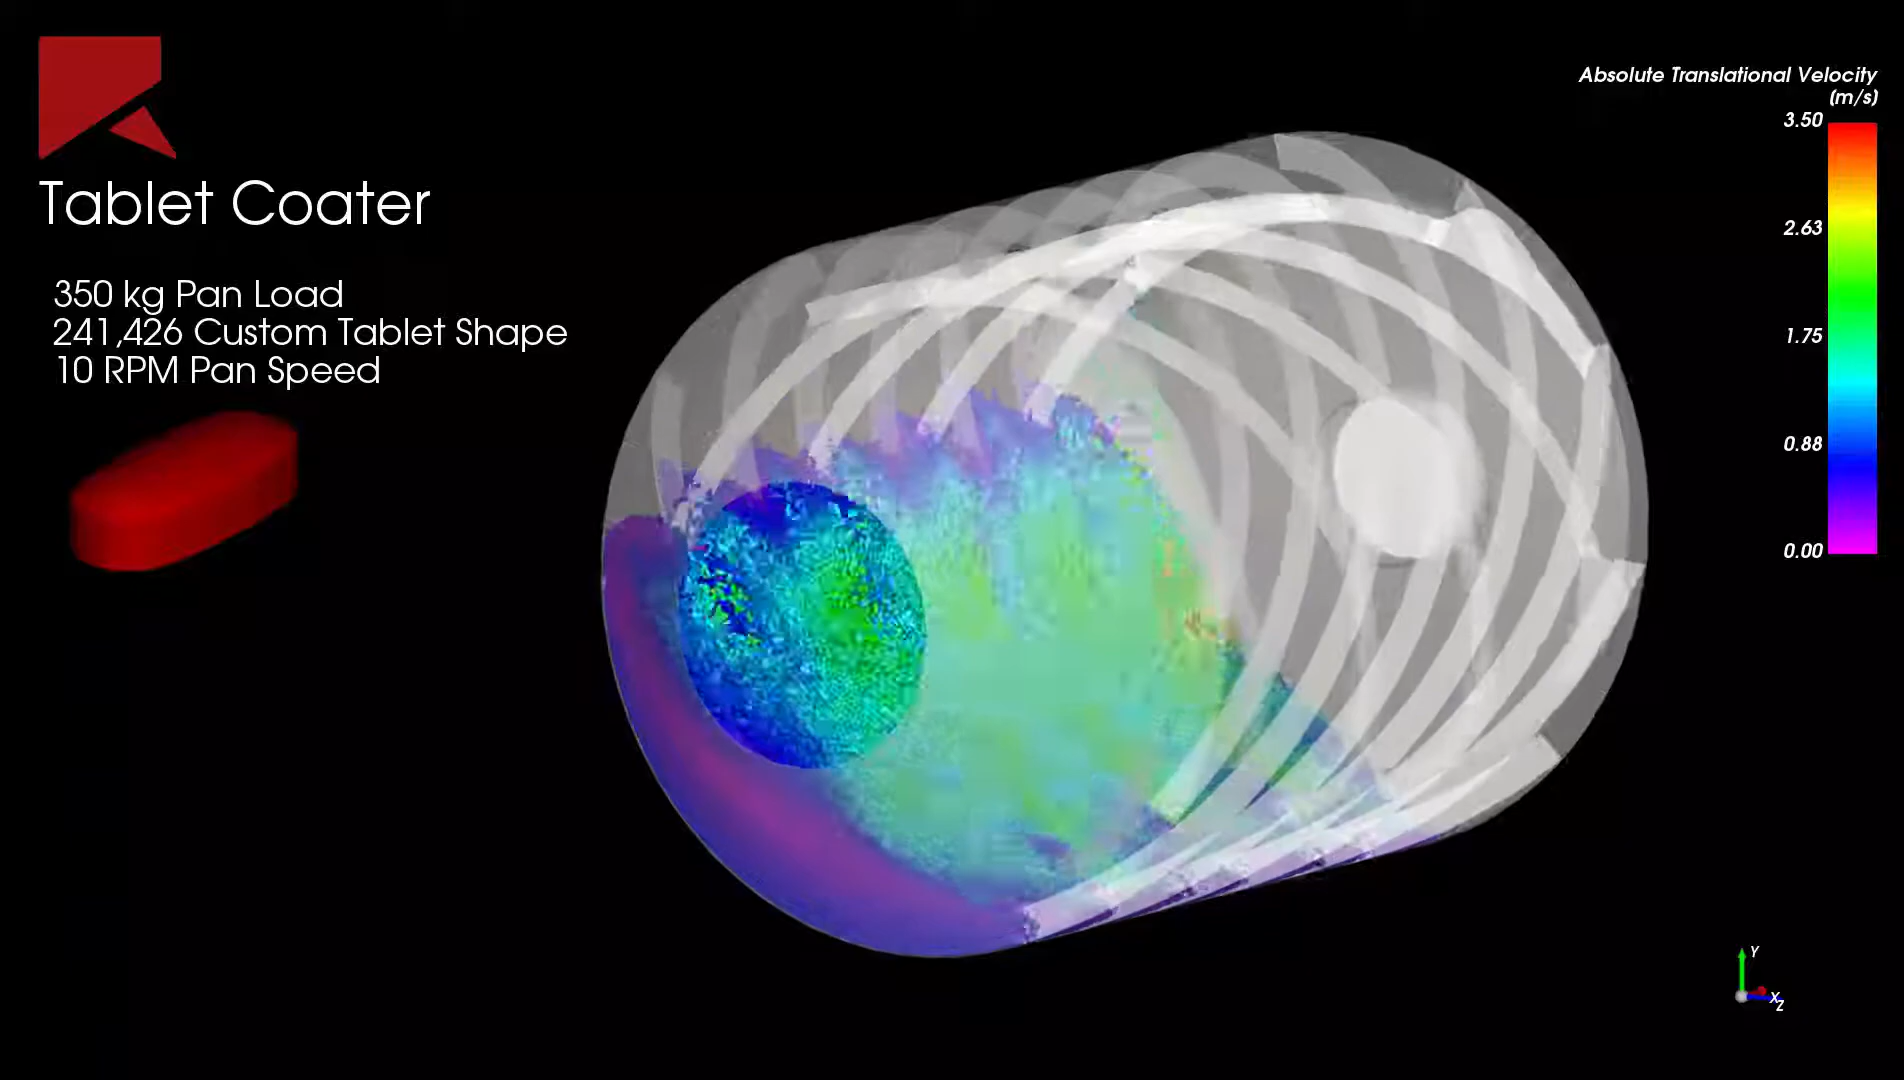 Tablet Coater
350 kg Pan Load
241,426 Custom Tablet Shape
10 RPM Pan Speed
Absolute Translational Velocity
(m/s)
3.50
2.63
1.75
0.88
0.00
Y
X
Z